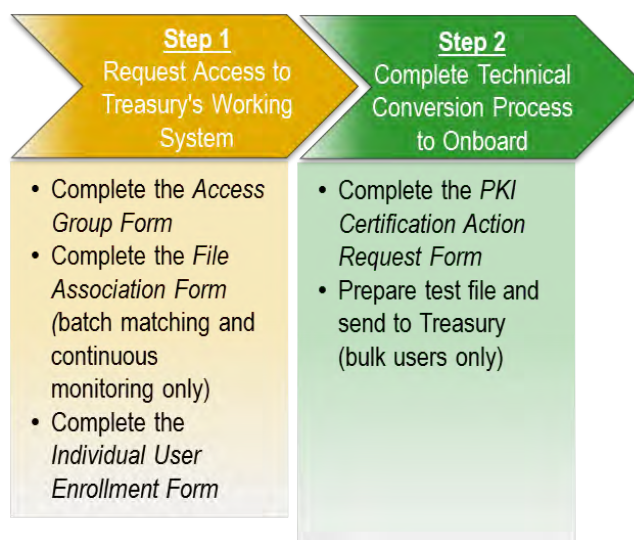 Step 1
Request Access to
Treasury's Working
System
• Complete the Access
Group Form
• Complete the File
Association Form
(batch matching and
continuous
monitoring only)
• Complete the
Individual User
Enrollment Form
Step 2
Complete Technical
Conversion Process
to Onboard
• Complete the PKI
Certification Action
Request Form
• Prepare test file and
send to Treasury
(bulk users only)